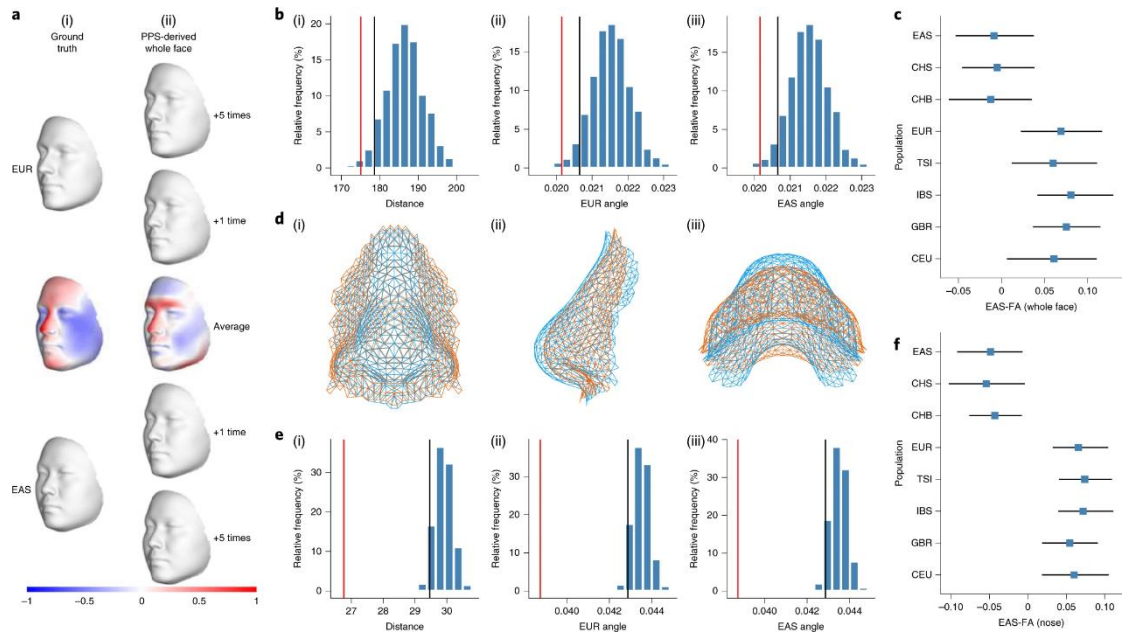 a
(i)
(ii)
Ground
truth
PPS-derived
whole face
+5 times
EUR
+1 time
Average
+1 time
EAS
+5 times
−1
−0.5
0
0.5
1
b
(i)
Relative frequency (%)
20
15
10
5
0
170
180
190
200
Distance
(ii)
Relative frequency (%)
15
10
5
0
0.020
0.021
0.022
0.023
EUR angle
(iii)
Relative frequency (%)
15
10
5
0
0.020
0.021
0.022
0.023
EAS angle
c
Population
EAS
CHS
CHB
EUR
TSI
IBS
GBR
CEU
−0.05
0
0.05
0.10
EAS-FA (whole face)
d
(i)
(ii)
(iii)
e
(i)
Relative frequency (%)
30
20
10
0
27
28
29
30
Distance
(ii)
Relative frequency (%)
30
20
10
0
0.040
0.042
0.044
EUR angle
(iii)
Relative frequency (%)
40
30
20
10
0
0.040
0.042
0.044
EAS angle
f
Population
EAS
CHS
CHB
EUR
TSI
IBS
GBR
CEU
−0.10
−0.05
0
0.05
0.10
EAS-FA (nose)